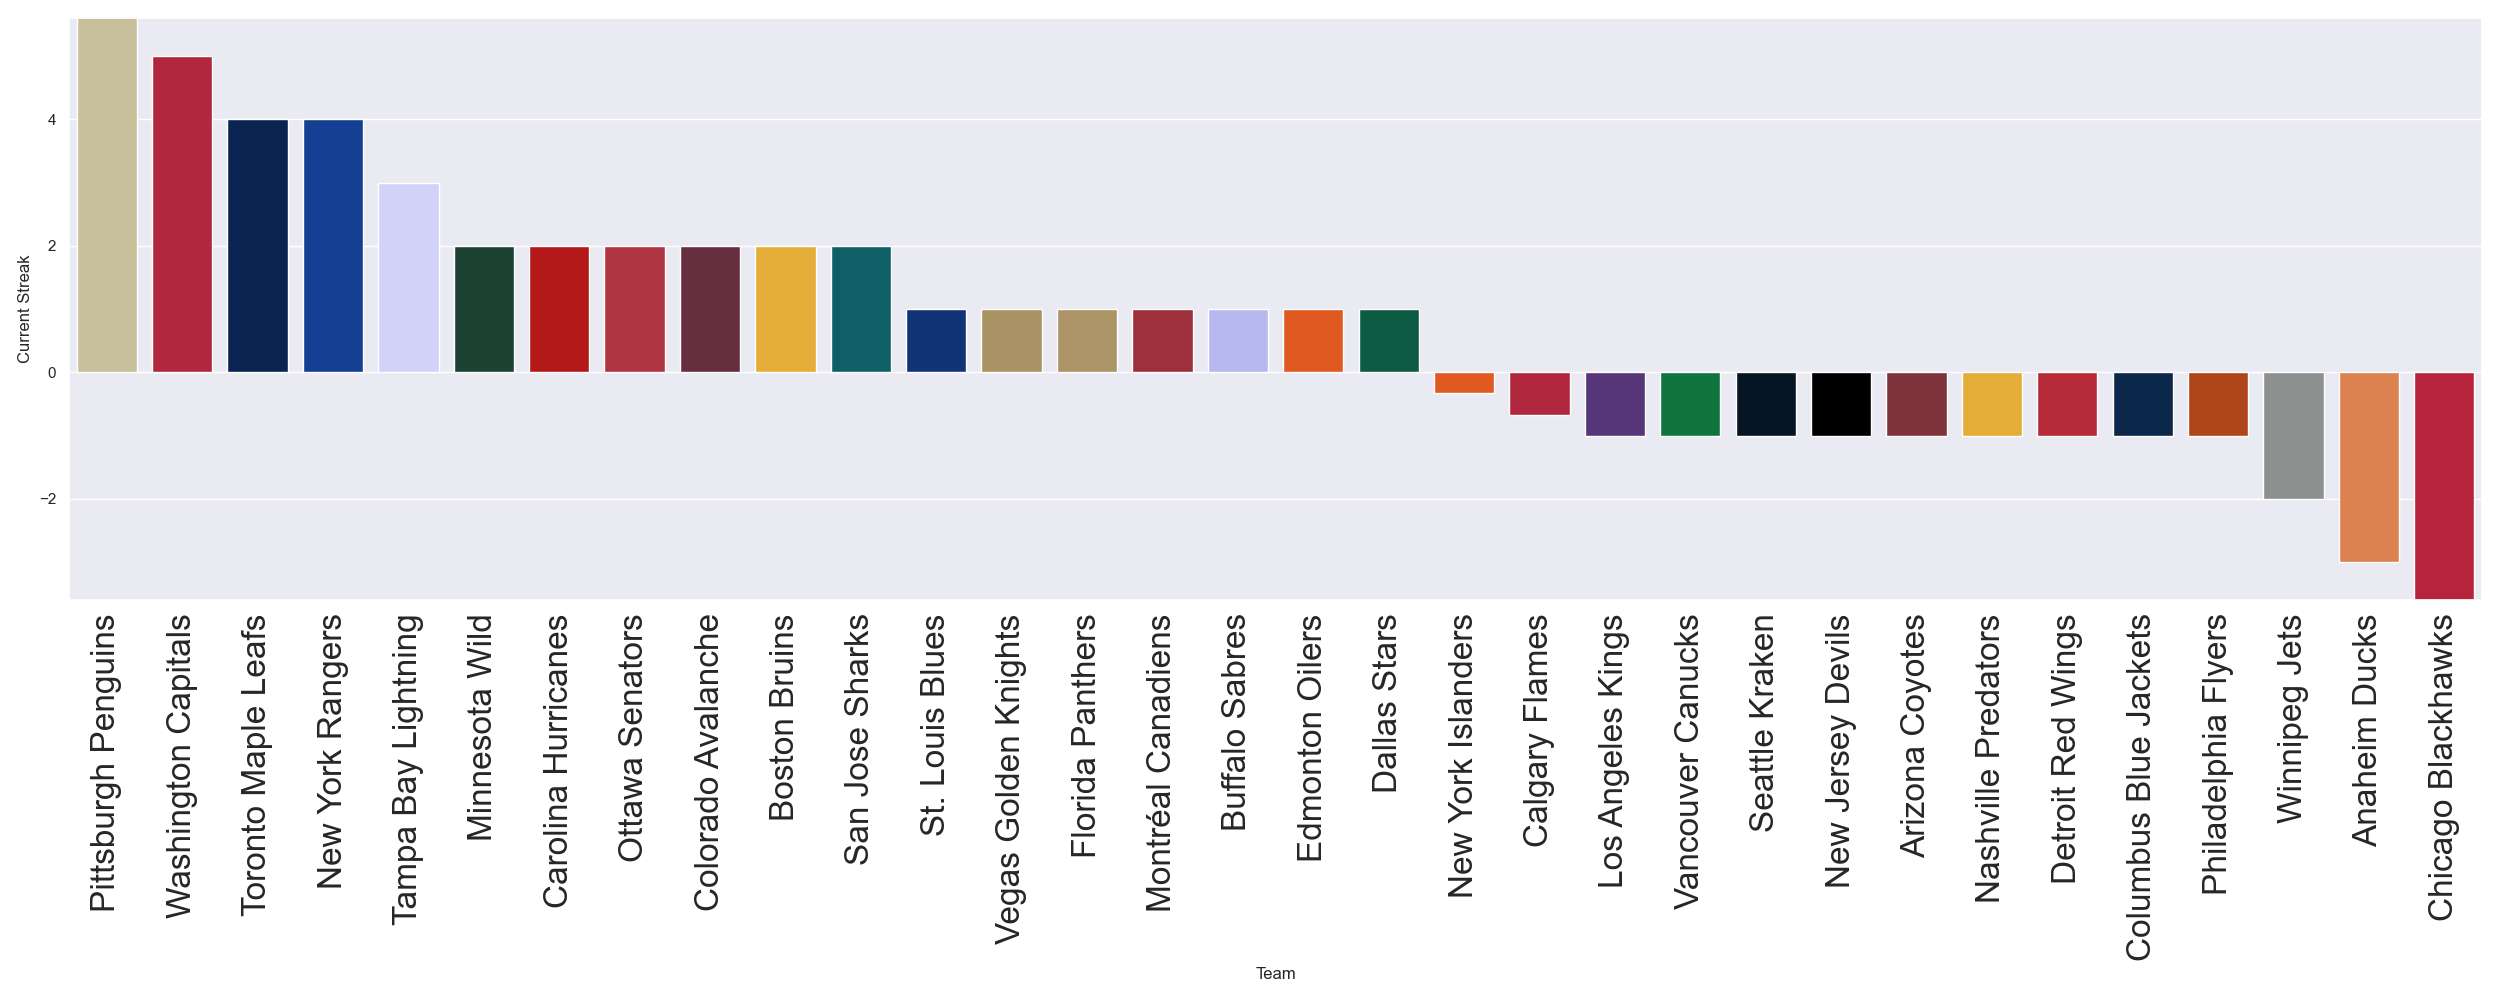 Current Streak
4
2
0
−2
Pittsburgh Penguins
Washington Capitals
Toronto Maple Leafs
New York Rangers
Tampa Bay Lightning
Minnesota Wild
Carolina Hurricanes
Ottawa Senators
Colorado Avalanche
Boston Bruins
San Jose Sharks
St. Louis Blues
Vegas Golden Knights
Florida Panthers
Montréal Canadiens
Buffalo Sabres
Edmonton Oilers
Dallas Stars
New York Islanders
Calgary Flames
Los Angeles Kings
Vancouver Canucks
Seattle Kraken
New Jersey Devils
Arizona Coyotes
Nashville Predators
Detroit Red Wings
Columbus Blue Jackets
Philadelphia Flyers
Winnipeg Jets
Anaheim Ducks
Chicago Blackhawks
Team